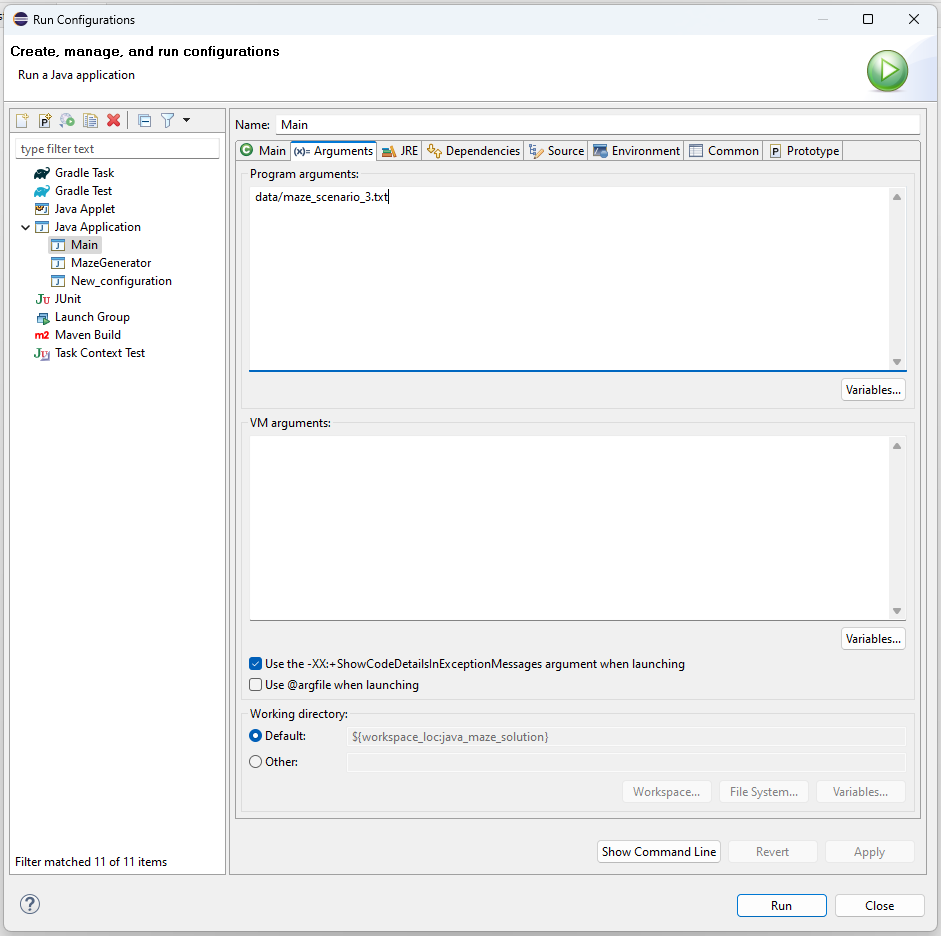 Run Configurations
Create, manage, and run configurations
Run a Java application
type filter text
Gradle Task
Gradle Test
Java Applet
Java Application
Main
MazeGenerator
New_configuration
JUnit
Launch Group
Maven Build
Task Context Test
Filter matched 11 of 11 items
Name: Main
Main (x)= Arguments JRE Dependencies Source Environment Common Prototype
Program arguments:
data/maze_scenario_3.txt
Variables...
VM arguments:
Variables...
Use the -XX:+ShowCodeDetailsInExceptionMessages argument when launching
Use @argfile when launching
Working directory:
Default: ${workspace_loc:java_maze_solution}
Other:
Workspace... File System... Variables...
Show Command Line Revert Apply
Run Close